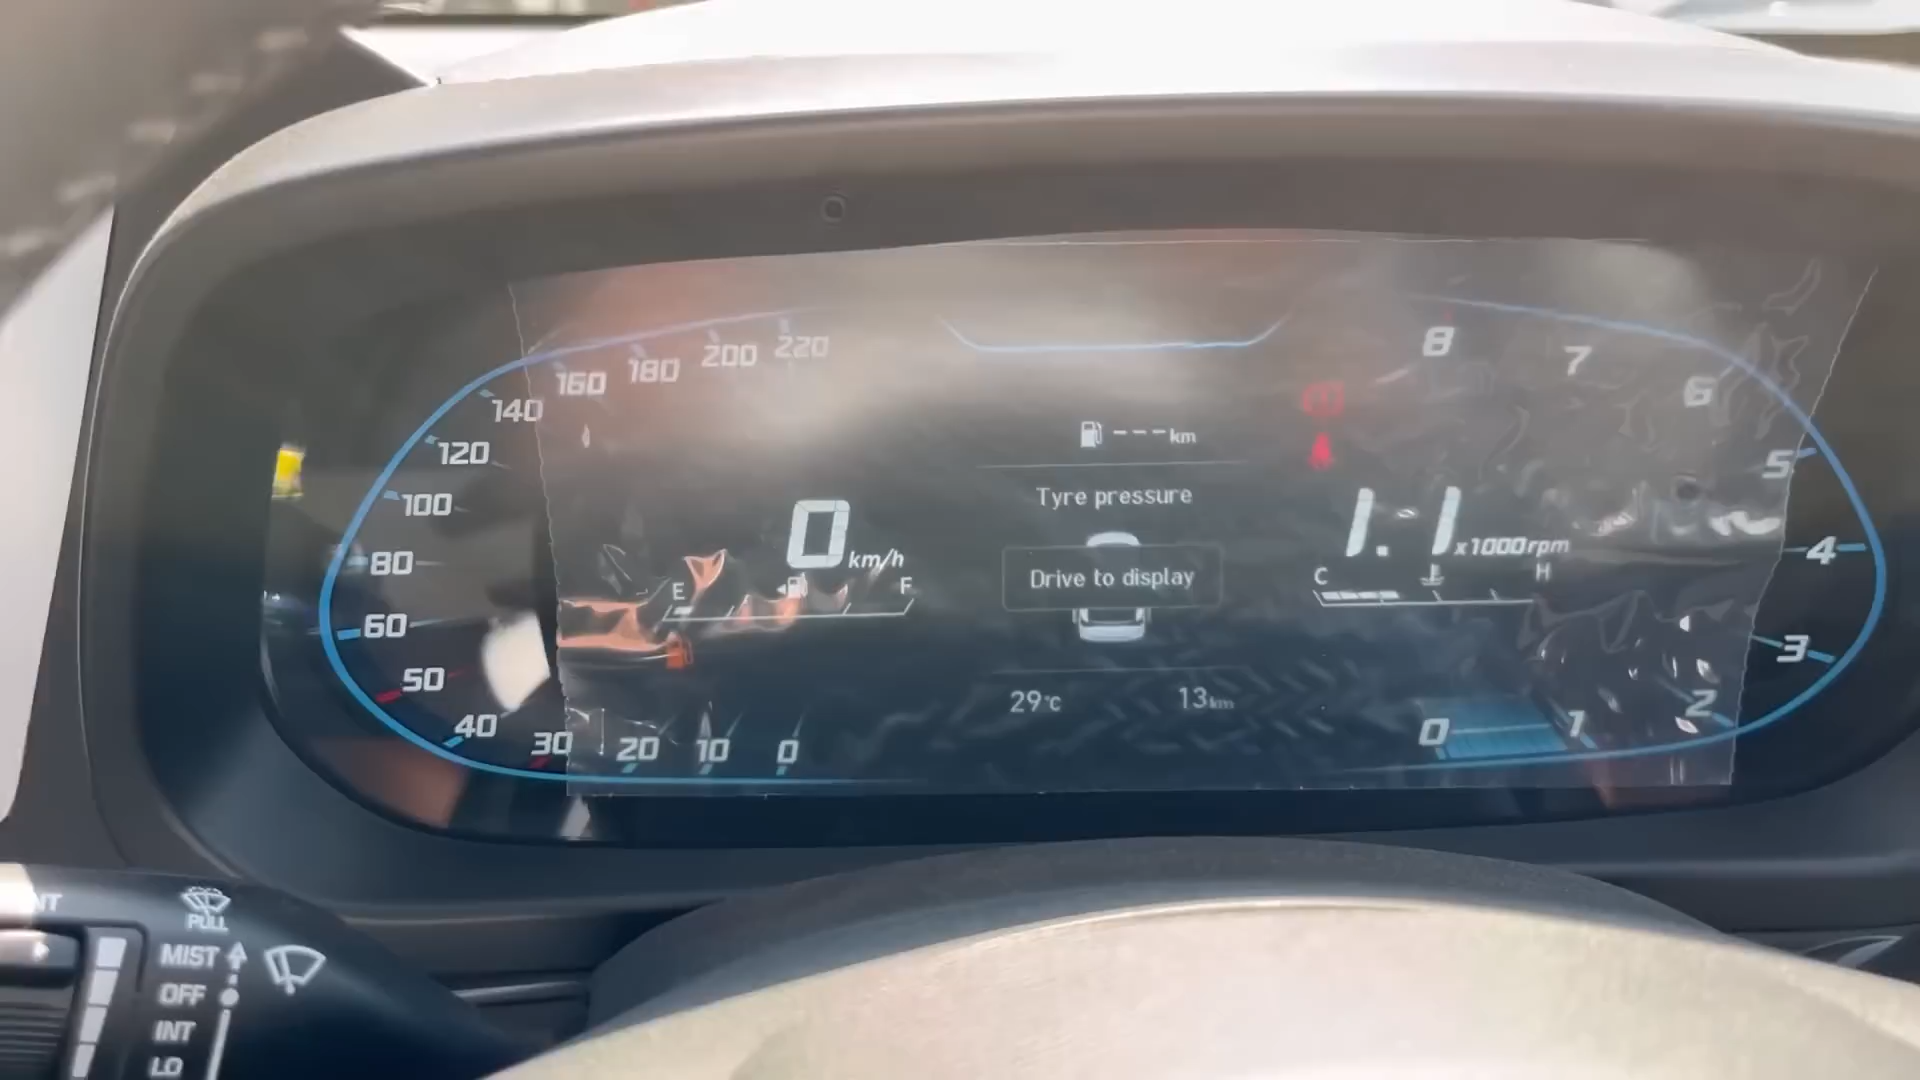 220
200
180
160
140
120
100
80
60
50
40
30
20
10
0
0 km/h
E F
--- km
Tyre pressure
Drive to display
29°C 13km
8
7
6
5
4
3
2
1
0
1.1 x1000rpm
C H
PULL
MIST
OFF
INT
LO